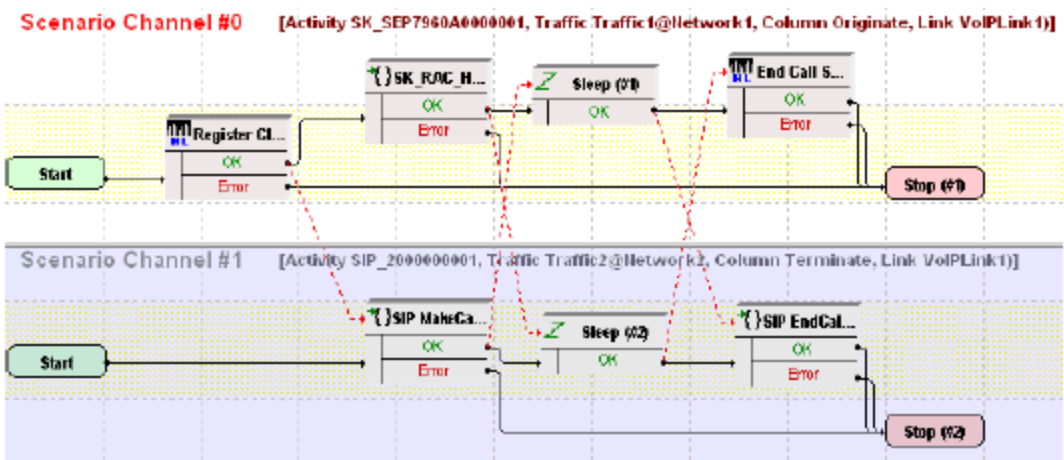 Scenario Channel #0 [Activity SK_SEP7960A0000001, Traffic Traffic1@Network1, Column Originate, Link VoIPLink1)]
{}SK_RAC_H...
OK
Error
Sleep (#1)
OK
End Call S...
OK
Error
Register Cl...
OK
Error
Start
Stop (#1)
Scenario Channel #1 [Activity SIP_2000000001, Traffic Traffic2@Network2, Column Terminate, Link VoIPLink1)]
{}SIP MakeCa...
OK
Error
Sleep (#2)
OK
{}SIP EndCal...
OK
Error
Start
Stop (#2)